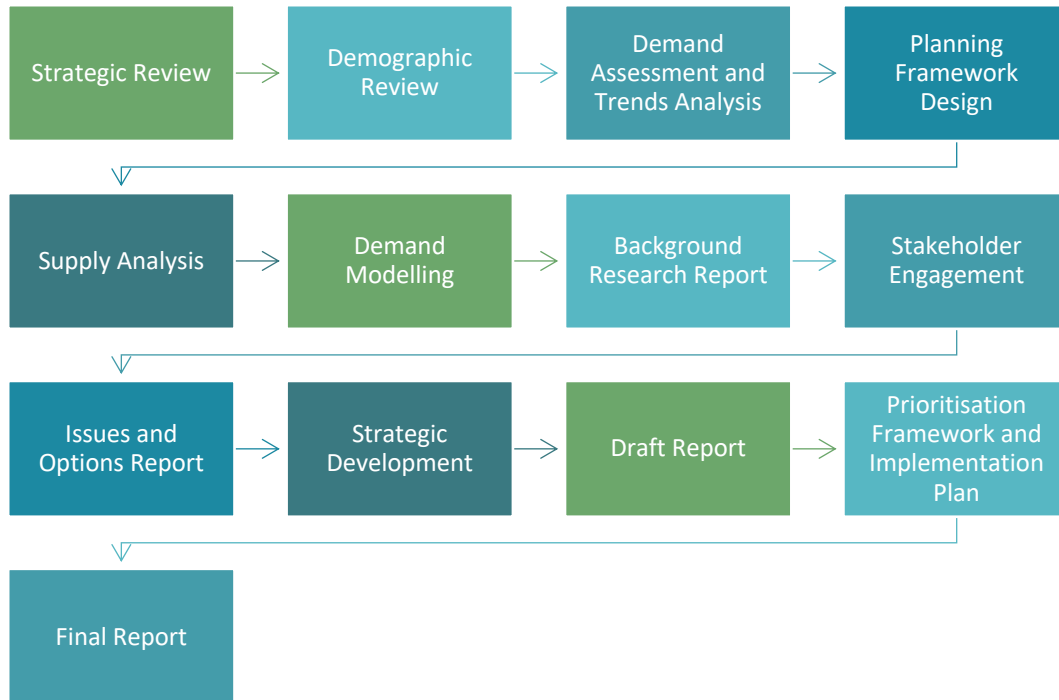 Strategic Review
Demographic
Review
Demand
Assessment and
Trends Analysis
Planning
Framework
Design
Supply Analysis
Demand
Modelling
Background
Research Report
Stakeholder
Engagement
Issues and
Options Report
Strategic
Development
Draft Report
Prioritisation
Framework and
Implementation
Plan
Final Report